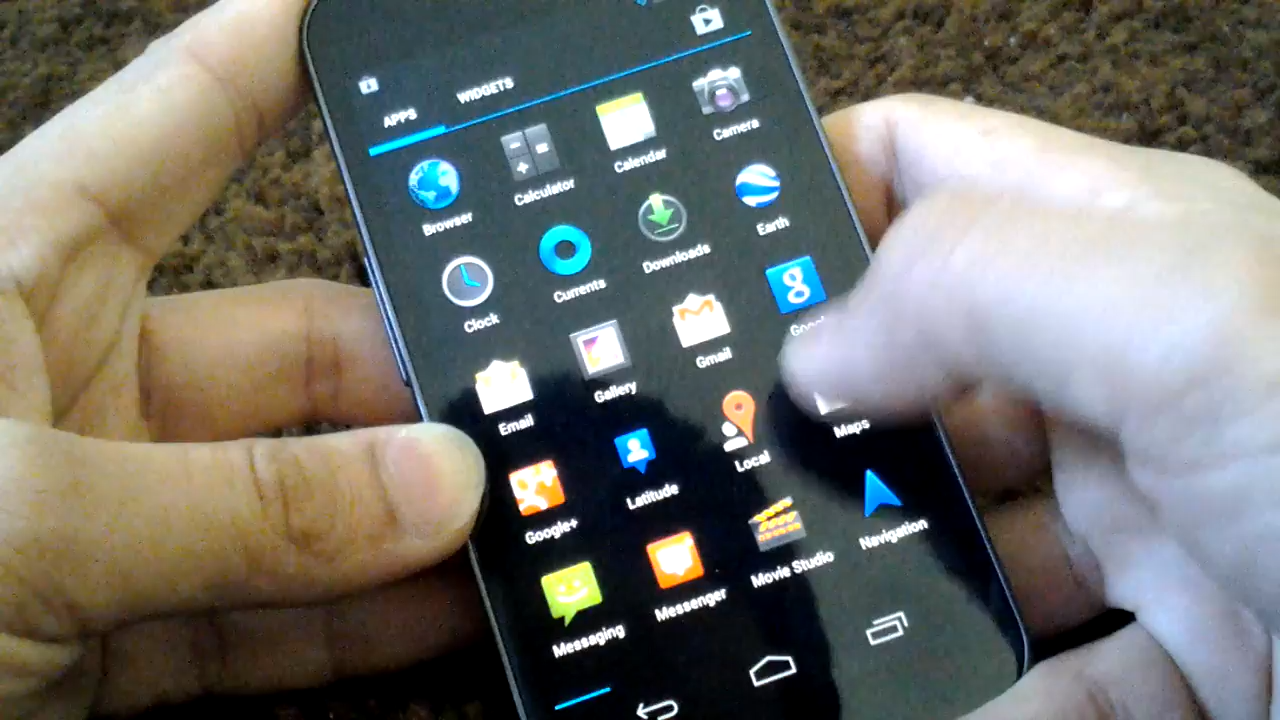 APPS WIDGETS
Browser Calculator Calendar Camera
Clock Currents Downloads Earth
Email Gallery Gmail
Google+ Latitude Local Maps
Messaging Messenger Movie Studio Navigation